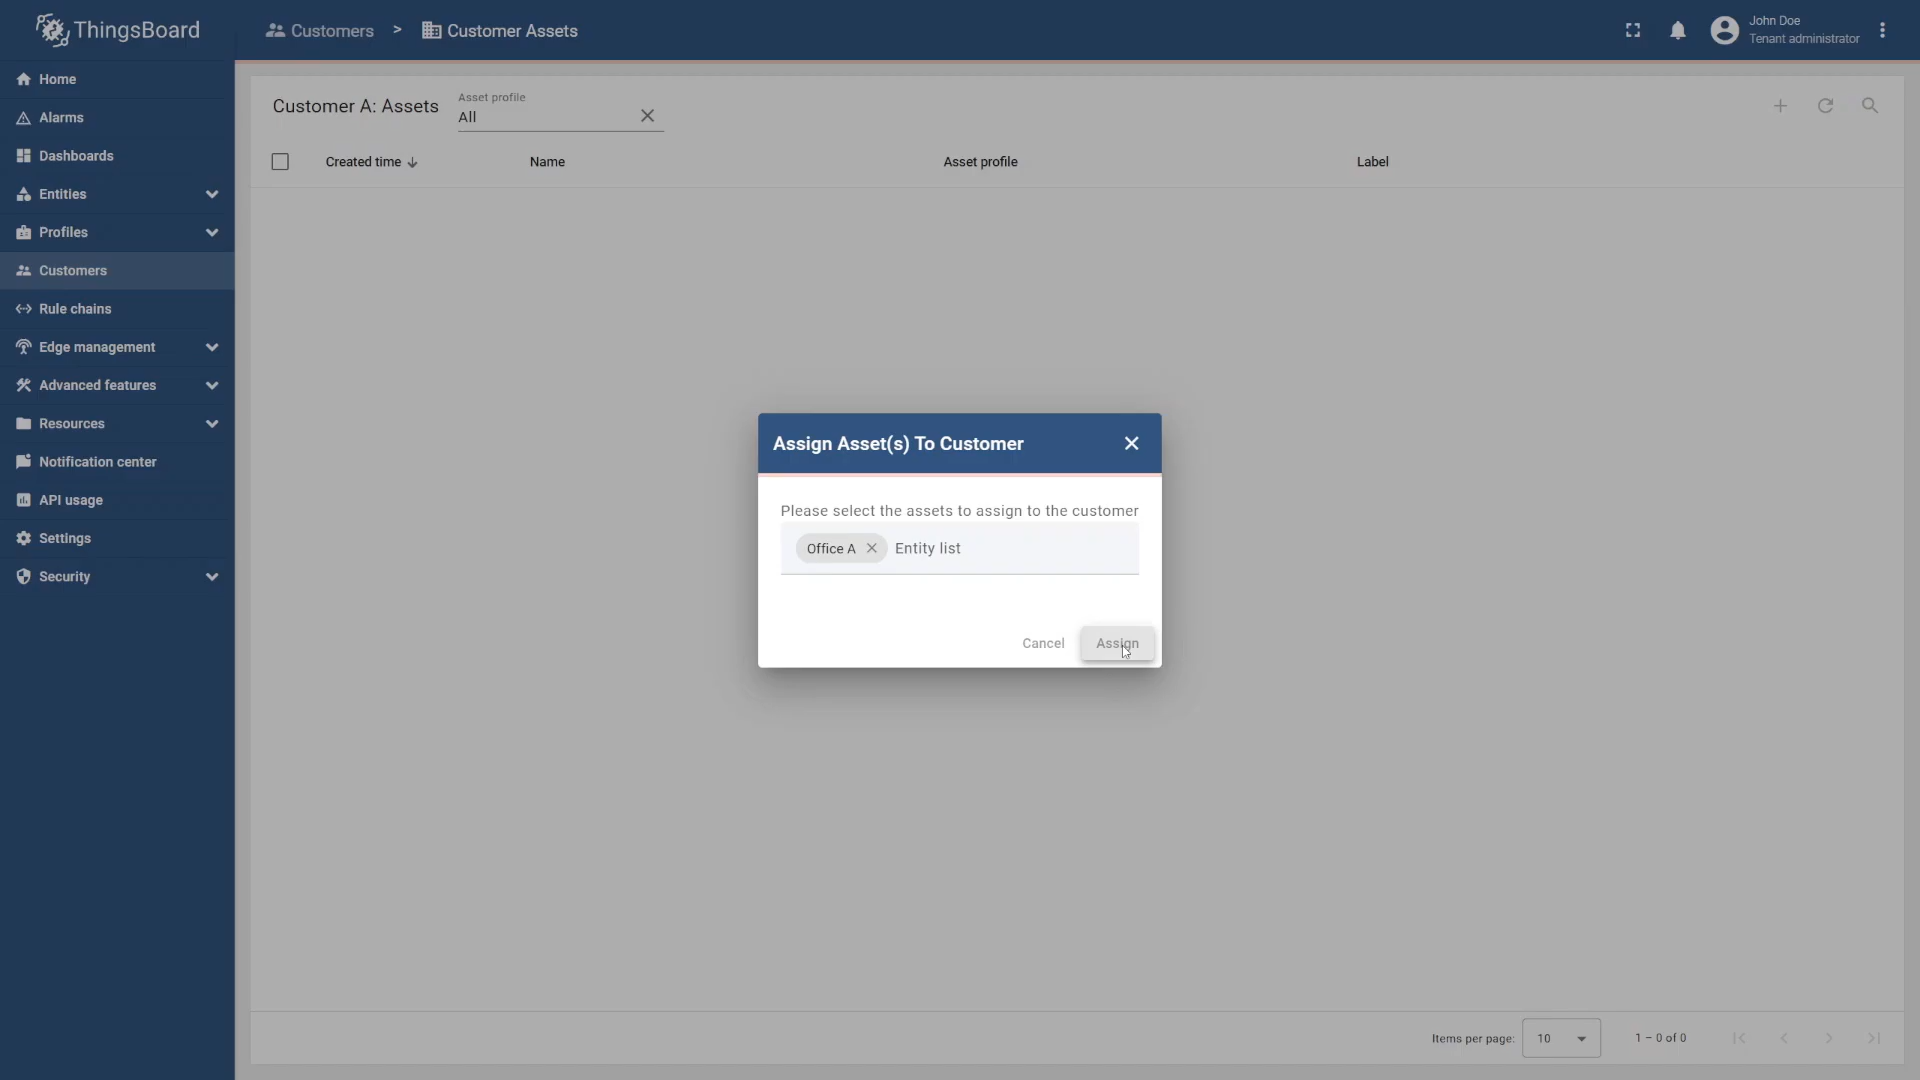 ThingsBoard
Customers > Customer Assets
John Doe
Tenant administrator
Home
Alarms
Dashboards
Entities
Profiles
Customers
Rule chains
Edge management
Advanced features
Resources
Notification center
API usage
Settings
Security
Customer A: Assets
Asset profile
All
Created time
Name
Asset profile
Label
Assign Asset(s) To Customer
Please select the assets to assign to the customer
Office A
Entity list
Cancel
Assign
Items per page:
10
1 – 0 of 0